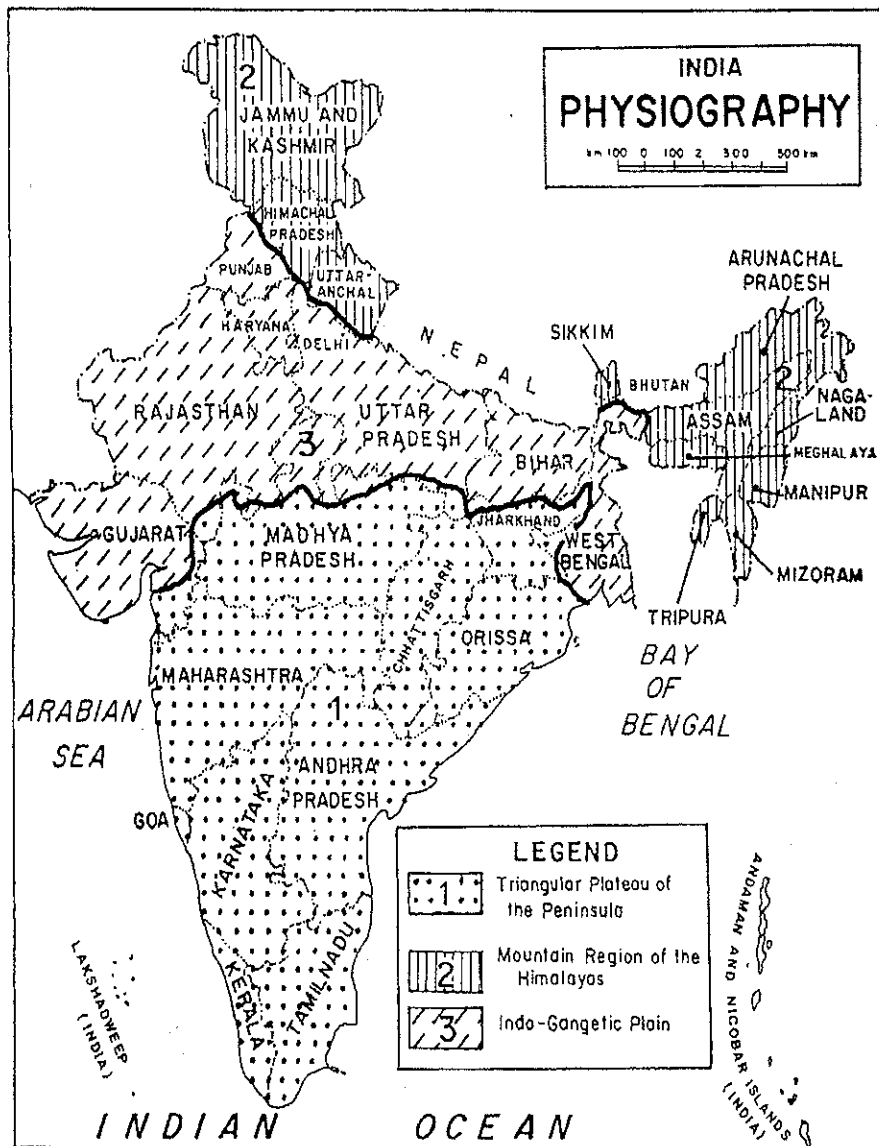 INDIA
PHYSIOGRAPHY
km 100 0 100 2 300 500 km
2
JAMMU AND
KASHMIR
HIMACHAL
PRADESH
PUNJAB
UTTAR-
ANCHAL
HARYANA
DELHI
NEPAL
SIKKIM
BHUTAN
ARUNACHAL
PRADESH
2
NAGA-
LAND
ASSAM
MEGHALAYA
MANIPUR
MIZORAM
TRIPURA
RAJASTHAN
UTTAR
PRADESH
3
BIHAR
GUJARAT
MADHYA
PRADESH
JHARKHAND
WEST
BENGAL
CHHATTISGARH
ORISSA
MAHARASHTRA
1
ARABIAN
SEA
BAY
OF
BENGAL
ANDHRA
PRADESH
GOA
KARNATAKA
KERALA
TAMILNADU
LAKSHADWEEP
(INDIA)
LEGEND
1 Triangular Plateau of
the Peninsula
2 Mountain Region of the
Himalayas
3 Indo-Gangetic Plain
ANDAMAN AND NICOBAR ISLANDS
(INDIA)
INDIAN OCEAN